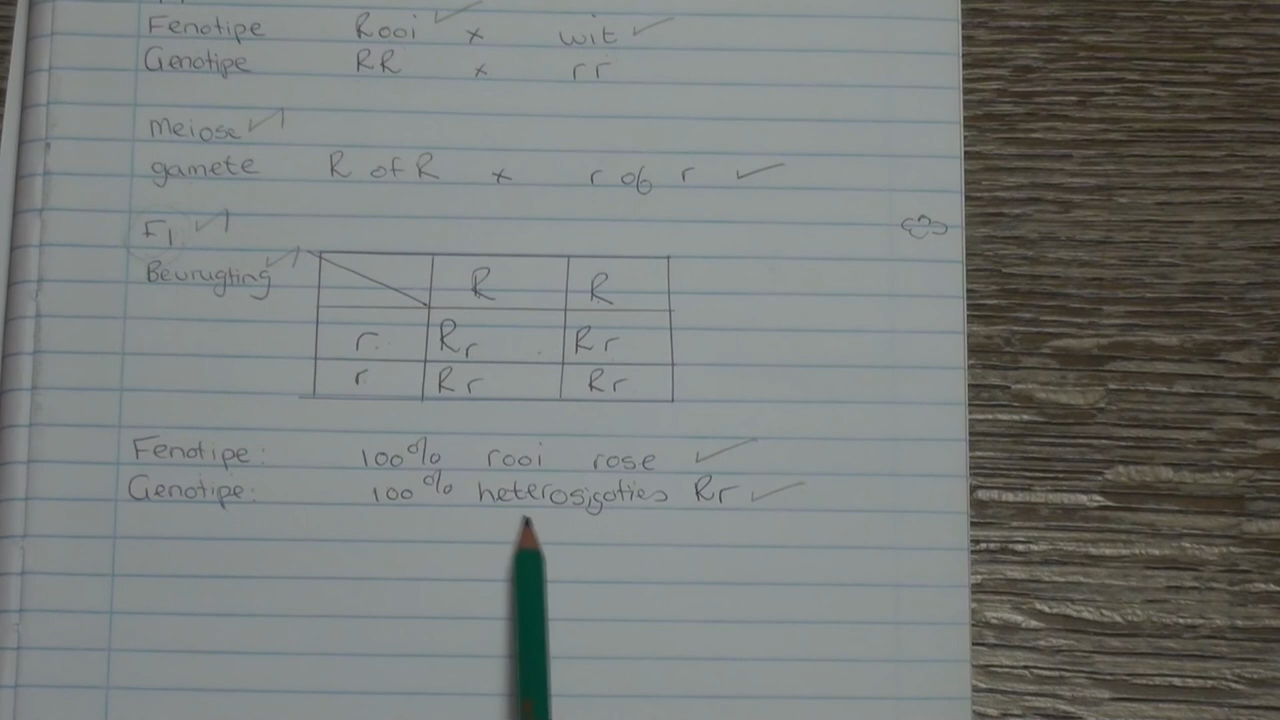 Fenotipe Rooi x wit
Genotipe RR x rr
Meiose
gamete R of R x r of r
F1
Bevrugting
R R
r Rr Rr
r Rr Rr
Fenotipe: 100% rooi rose
Genotipe: 100% heterosigoties Rr